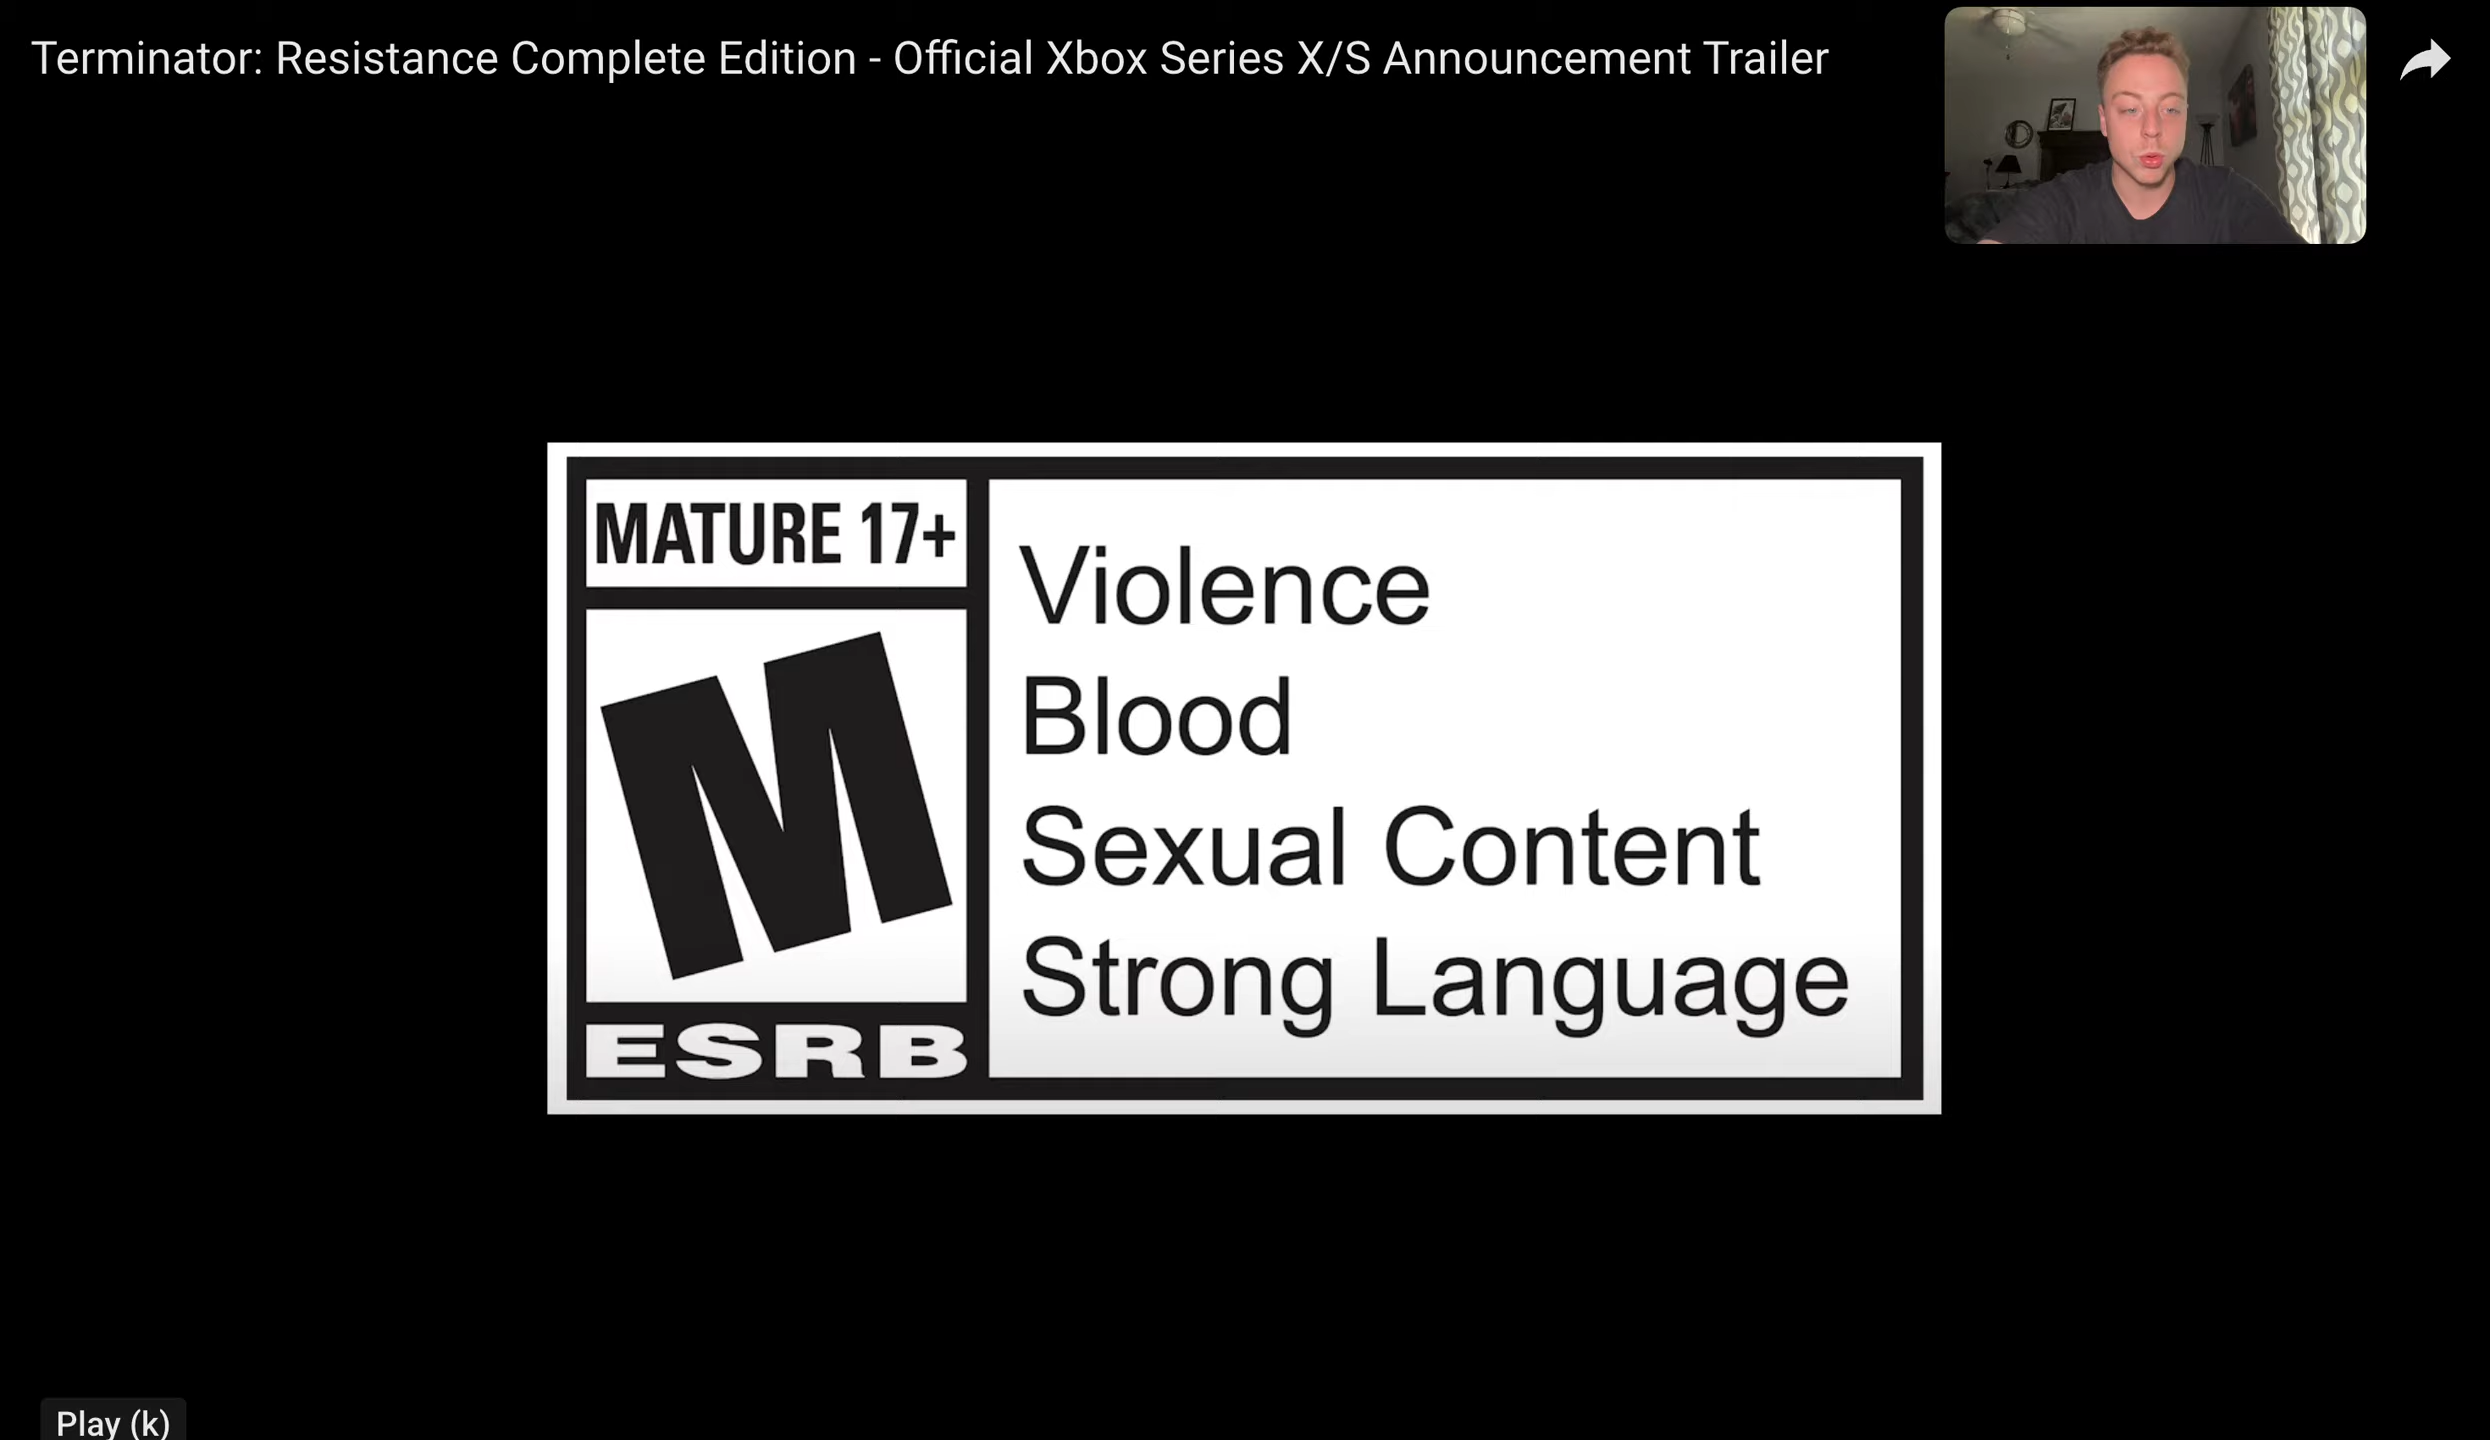 Terminator: Resistance Complete Edition - Official Xbox Series X/S Announcement Trailer
MATURE 17+
M
ESRB
Violence
Blood
Sexual Content
Strong Language
Play (k)